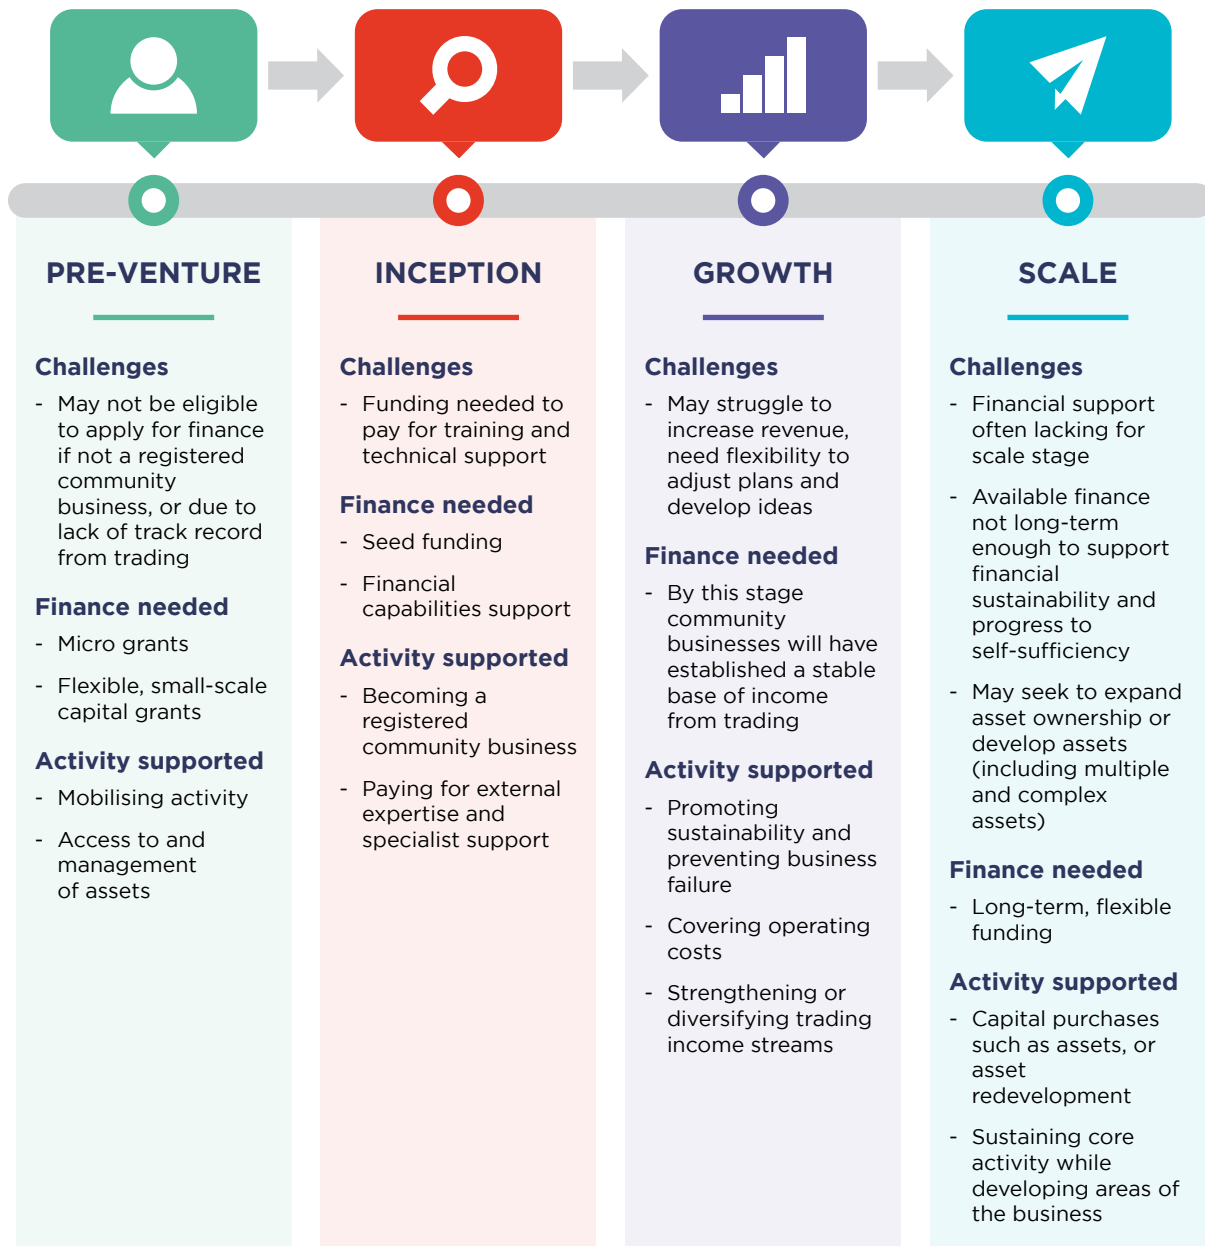 PRE-VENTURE
Challenges
- May not be eligible
to apply for finance
if not a registered
community
business, or due to
lack of track record
from trading
Finance needed
- Micro grants
- Flexible, small-scale
capital grants
Activity supported
- Mobilising activity
- Access to and
management
of assets
INCEPTION
Challenges
- Funding needed to
pay for training and
technical support
Finance needed
- Seed funding
- Financial
capabilities support
Activity supported
- Becoming a
registered
community business
- Paying for external
expertise and
specialist support
GROWTH
Challenges
- May struggle to
increase revenue,
need flexibility to
adjust plans and
develop ideas
Finance needed
- By this stage
community
businesses will have
established a stable
base of income
from trading
Activity supported
- Promoting
sustainability and
preventing business
failure
- Covering operating
costs
- Strengthening or
diversifying trading
income streams
SCALE
Challenges
- Financial support
often lacking for
scale stage
- Available finance
not long-term
enough to support
financial
sustainability and
progress to
self-sufficiency
- May seek to expand
asset ownership or
develop assets
(including multiple
and complex
assets)
Finance needed
- Long-term, flexible
funding
Activity supported
- Capital purchases
such as assets, or
asset
redevelopment
- Sustaining core
activity while
developing areas of
the business